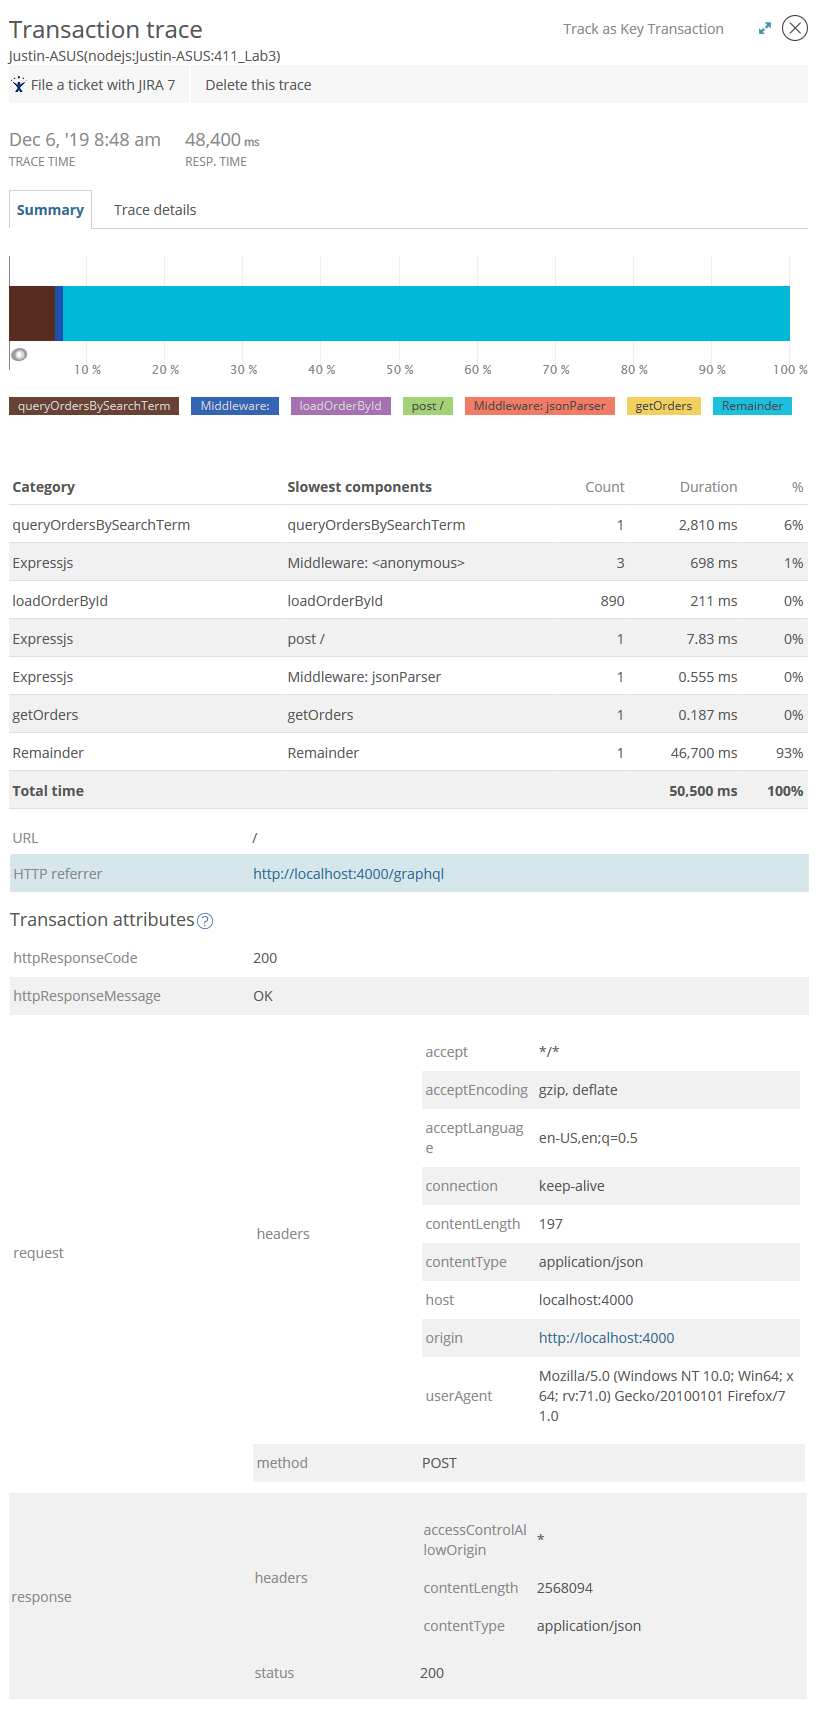 Transaction trace
Track as Key Transaction
Justin-ASUS(nodejs:Justin-ASUS:411_Lab3)
File a ticket with JIRA 7 Delete this trace
Dec 6, '19 8:48 am 48,400 ms
TRACE TIME RESP. TIME
Summary Trace details
10 % 20 % 30 % 40 % 50 % 60 % 70 % 80 % 90 % 100 %
queryOrdersBySearchTerm Middleware: loadOrderById post / Middleware: jsonParser getOrders Remainder
Category Slowest components Count Duration %
queryOrdersBySearchTerm queryOrdersBySearchTerm 1 2,810 ms 6%
Expressjs Middleware: <anonymous> 3 698 ms 1%
loadOrderById loadOrderById 890 211 ms 0%
Expressjs post / 1 7.83 ms 0%
Expressjs Middleware: jsonParser 1 0.555 ms 0%
getOrders getOrders 1 0.187 ms 0%
Remainder Remainder 1 46,700 ms 93%
Total time 50,500 ms 100%
URL /
HTTP referrer http://localhost:4000/graphql
Transaction attributes ?
httpResponseCode 200
httpResponseMessage OK
request
headers
accept */*
acceptEncoding gzip, deflate
acceptLanguag
e
en-US,en;q=0.5
connection keep-alive
contentLength 197
contentType application/json
host localhost:4000
origin http://localhost:4000
userAgent
Mozilla/5.0 (Windows NT 10.0; Win64; x
64; rv:71.0) Gecko/20100101 Firefox/7
1.0
method POST
response
headers
accessControlAl
lowOrigin
*
contentLength 2568094
contentType application/json
status 200